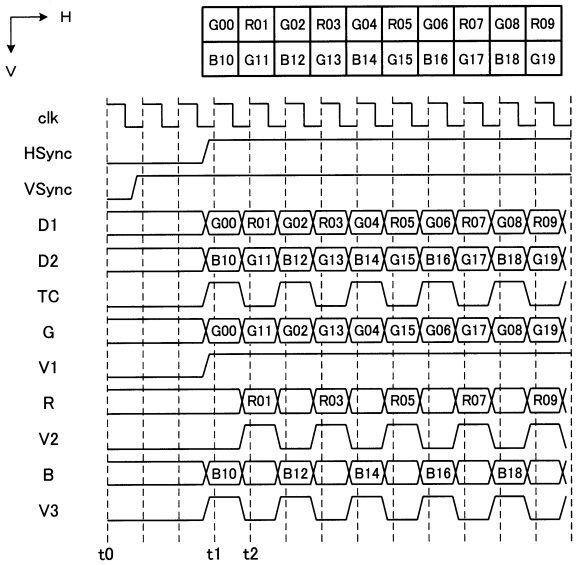 H
V
G00 R01 G02 R03 G04 R05 G06 R07 G08 R09
B10 G11 B12 G13 B14 G15 B16 G17 B18 G19
clk
HSync
VSync
D1 G00 R01 G02 R03 G04 R05 G06 R07 G08 R09
D2 B10 G11 B12 G13 B14 G15 B16 G17 B18 G19
TC
G G00 G11 G02 G13 G04 G15 G06 G17 G08 G19
V1
R R01 R03 R05 R07 R09
V2
B B10 B12 B14 B16 B18
V3
t0 t1 t2